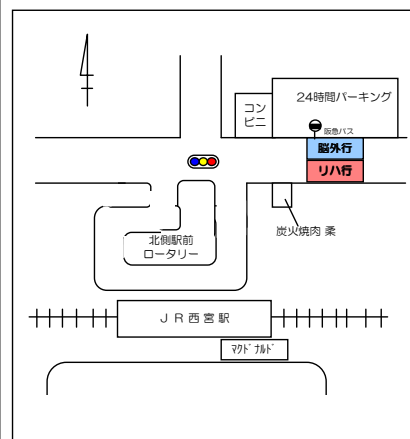 24時間パーキング
コン
ビニ
阪急バス
脳外行
リハ行
炭火焼肉 柔
北側駅前
ロータリー
ＪＲ西宮駅
ﾏｸﾄﾞﾅﾙﾄﾞ